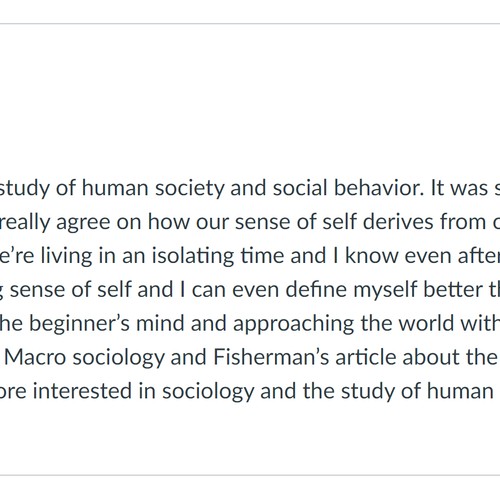 study of human society and social behavior. It was
really agree on how our sense of self derives from
e're living in an isolating time and I know even after
sense of self and I can even define myself better
he beginner's mind and approaching the world with
Macro sociology and Fisherman's article about the
ore interested in sociology and the study of human